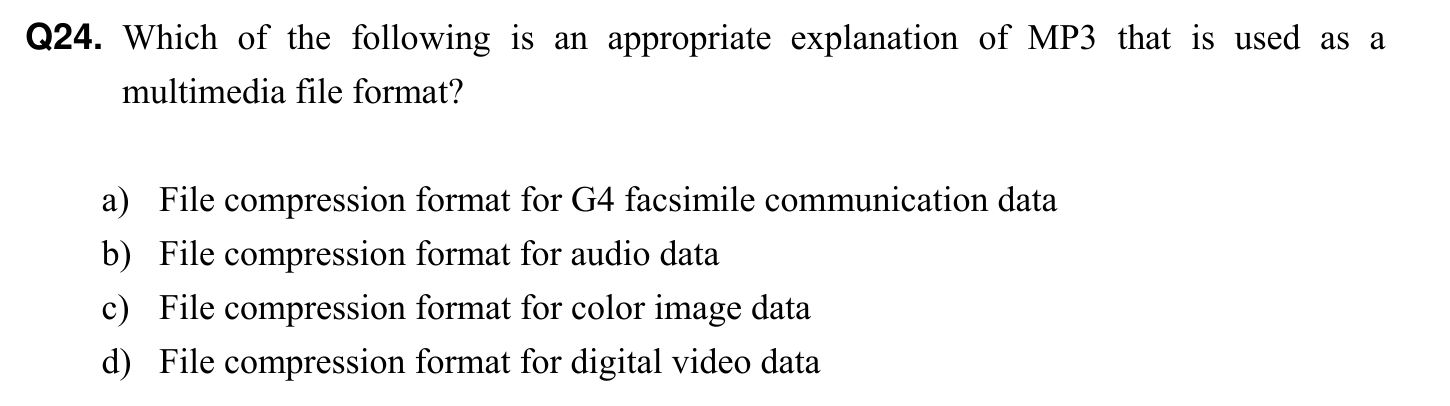 Q24. Which of the following is an appropriate explanation of MP3 that is used as a
multimedia file format?
a) File compression format for G4 facsimile communication data
b) File compression format for audio data
c) File compression format for color image data
d) File compression format for digital video data